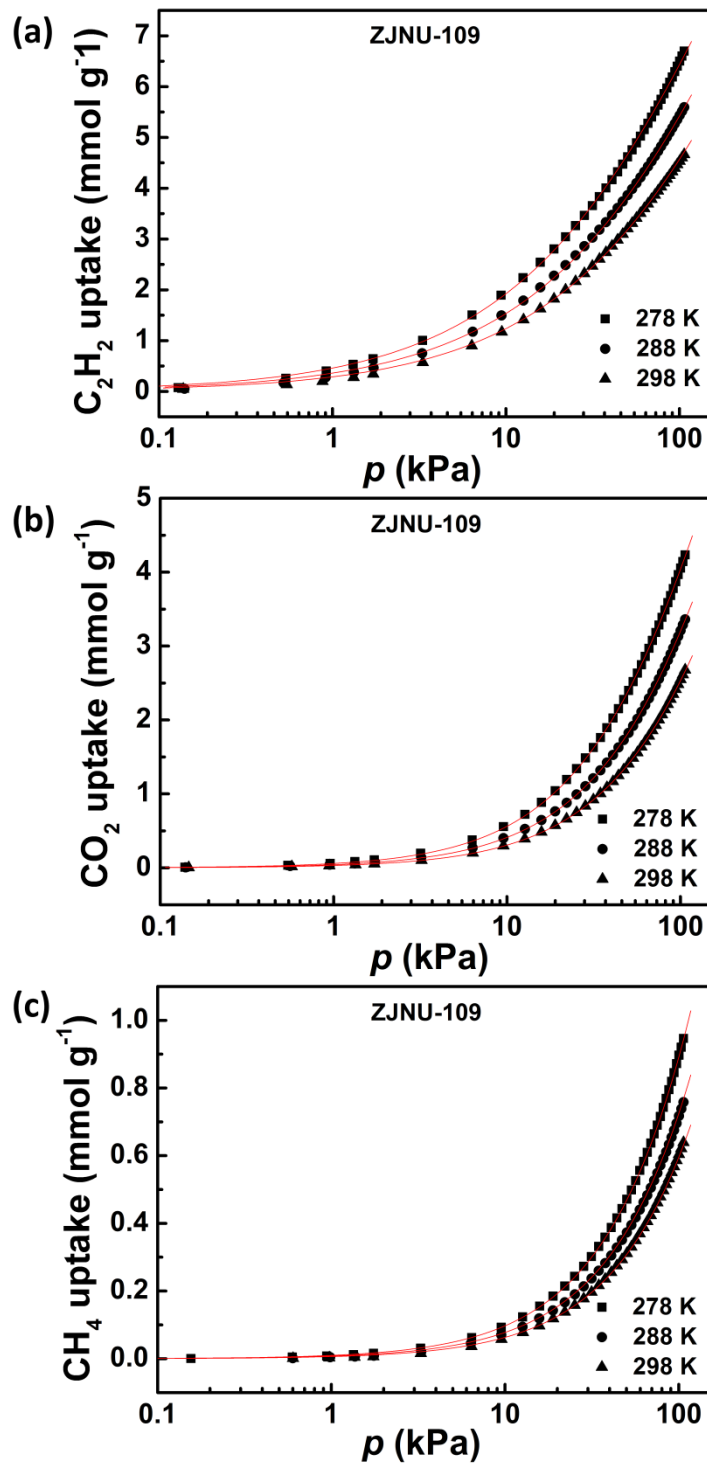 (a)
ZJNU-109
C₂H₂ uptake (mmol g⁻1)
7
6
5
4
3
2
1
0
278 K
288 K
298 K
0.1 1 10 100
p (kPa)
(b)
ZJNU-109
CO₂ uptake (mmol g⁻¹)
5
4
3
2
1
0
278 K
288 K
298 K
0.1 1 10 100
p (kPa)
(c)
ZJNU-109
CH₄ uptake (mmol g⁻¹)
1.0
0.8
0.6
0.4
0.2
0.0
278 K
288 K
298 K
0.1 1 10 100
p (kPa)